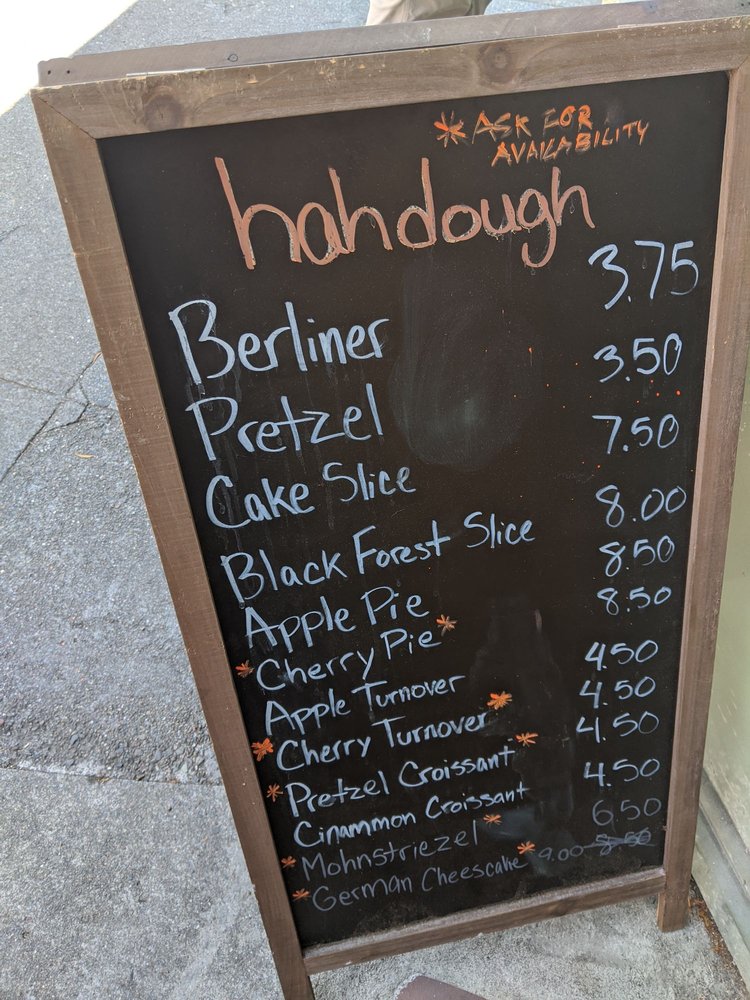 * ASK FOR
AVAILABILITY
hahdough
Berliner 3.75
Pretzel 3.50
Cake Slice 7.50
Black Forest Slice 8.00
Apple Pie 8.50
* Cherry Pie * 8.50
Apple Turnover 4.50
* Cherry Turnover * 4.50
* Pretzel Croissant * 4.50
Cinammon Croissant 4.50
* Mohnstriezel * 6.50
* German Cheescake * 9.00 8.50